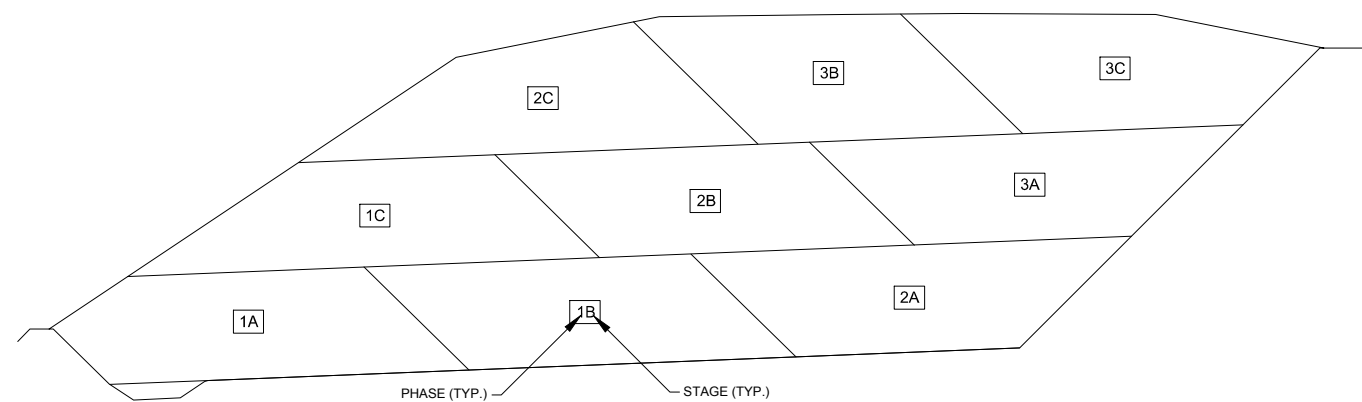 3B
3C
2C
3A
2B
1C
2A
1B
1A
PHASE (TYP.)
STAGE (TYP.)